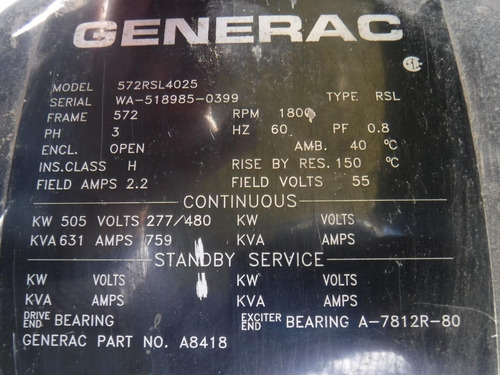 GENERAC
MODEL 572RSL4025
SERIAL WA-518985-0399 TYPE RSL
FRAME 572 RPM 1800
PH 3 HZ 60 PF 0.8
ENCL. OPEN AMB. 40 °C
INS.CLASS H RISE BY RES. 150 °C
FIELD AMPS 2.2 FIELD VOLTS 55
CONTINUOUS
KW 505 VOLTS 277/480 KW VOLTS
KVA 631 AMPS 759 KVA AMPS
STANDBY SERVICE
KW VOLTS KW VOLTS
KVA AMPS KVA AMPS
DRIVE END BEARING EXCITER END BEARING A-7812R-80
GENERAC PART NO. A8418